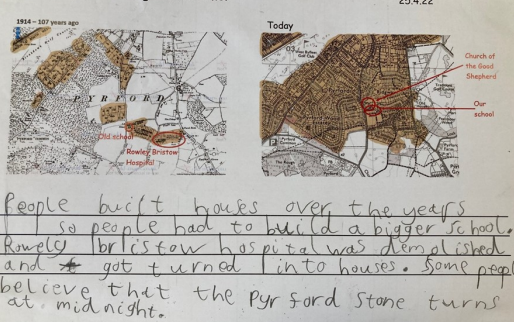 25.4.22
1914 – 107 years ago
Today
PYRFORD
Old school
Rowley Bristow
Hospital
Church of
the Good
Shepherd
Our
school
People built houses over the years
so people had to build a bigger school.
Rowely bristow hospital was demolished
and got turned into houses. Some peopl
believe that the Pyrford Stone turns
at midnight.